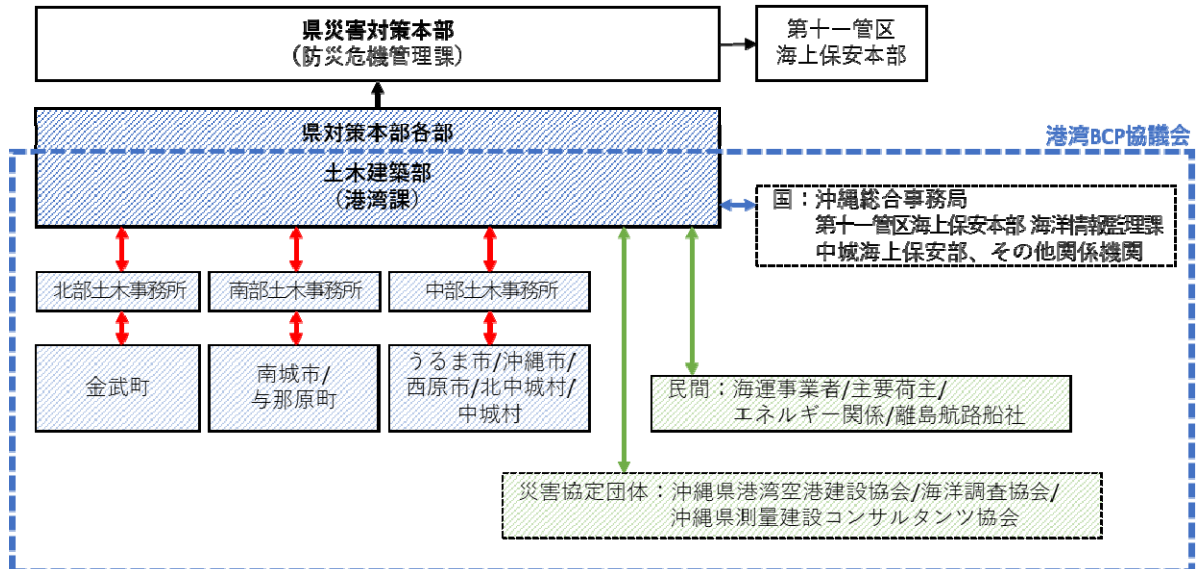 県災害対策本部
(防災危機管理課)
第十一管区
海上保安本部
県対策本部各部
港湾BCP協議会
土木建築部
(港湾課)
国：沖縄総合事務局
第十一管区海上保安本部 海洋情報監理課
中城海上保安部、その他関係機関
北部土木事務所
南部土木事務所
中部土木事務所
金武町
南城市/
与那原町
うるま市/沖縄市/
西原市/北中城村/
中城村
民間：海運事業者/主要荷主/
エネルギー関係/離島航路船社
災害協定団体：沖縄県港湾空港建設協会/海洋調査協会/
沖縄県測量建設コンサルタンツ協会